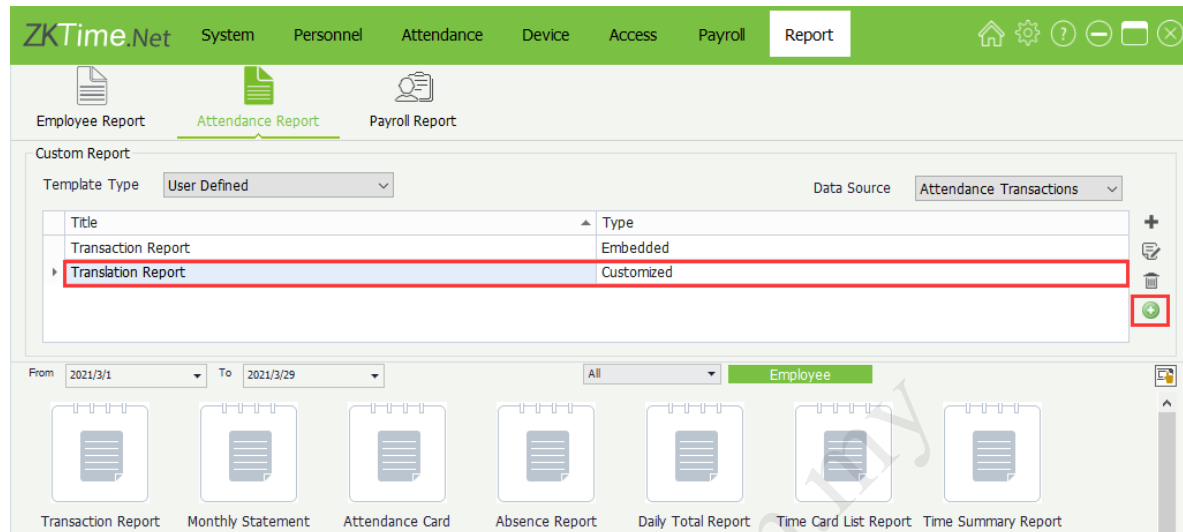 ZKTime.Net System Personnel Attendance Device Access Payroll Report
Employee Report Attendance Report Payroll Report
Custom Report
Template Type User Defined Data Source Attendance Transactions
Title Type
Transaction Report Embedded
Translation Report Customized
From 2021/3/1 To 2021/3/29 All Employee
Transaction Report Monthly Statement Attendance Card Absence Report Daily Total Report Time Card List Report Time Summary Report